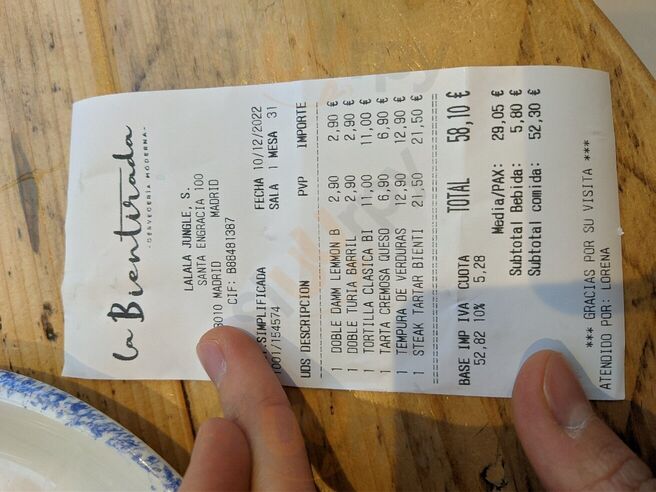 la Bientirada
- CERVECERÍA MODERNA -
LALALA JUNGLE, S.
SANTA ENGRACIA 100
8010 MADRID MADRID
CIF: B88481387
SIMPLIFICADA FECHA 10/12/2022
1001/154574 SALA 1 MESA 31
UDS DESCRIPCION PVP IMPORTE
1 DOBLE DAMM LEMMON B 2,90 2,90 €
1 DOBLE TURIA BARRIL 2,90 2,90 €
1 TORTILLA CLASICA BI 11,00 11,00 €
1 TARTA CREMOSA QUESO 6,90 6,90 €
1 TEMPURA DE VERDURAS 12,90 12,90 €
1 STEAK TARTAR BIENTI 21,50 21,50 €
BASE IMP IVA CUOTA TOTAL 58,10 €
52,82 10% 5,28
Media/PAX: 29,05 €
Subtotal Bebida: 5,80 €
Subtotal comida: 52,30 €
*** GRACIAS POR SU VISITA ***
ATENDIDO POR: LORENA